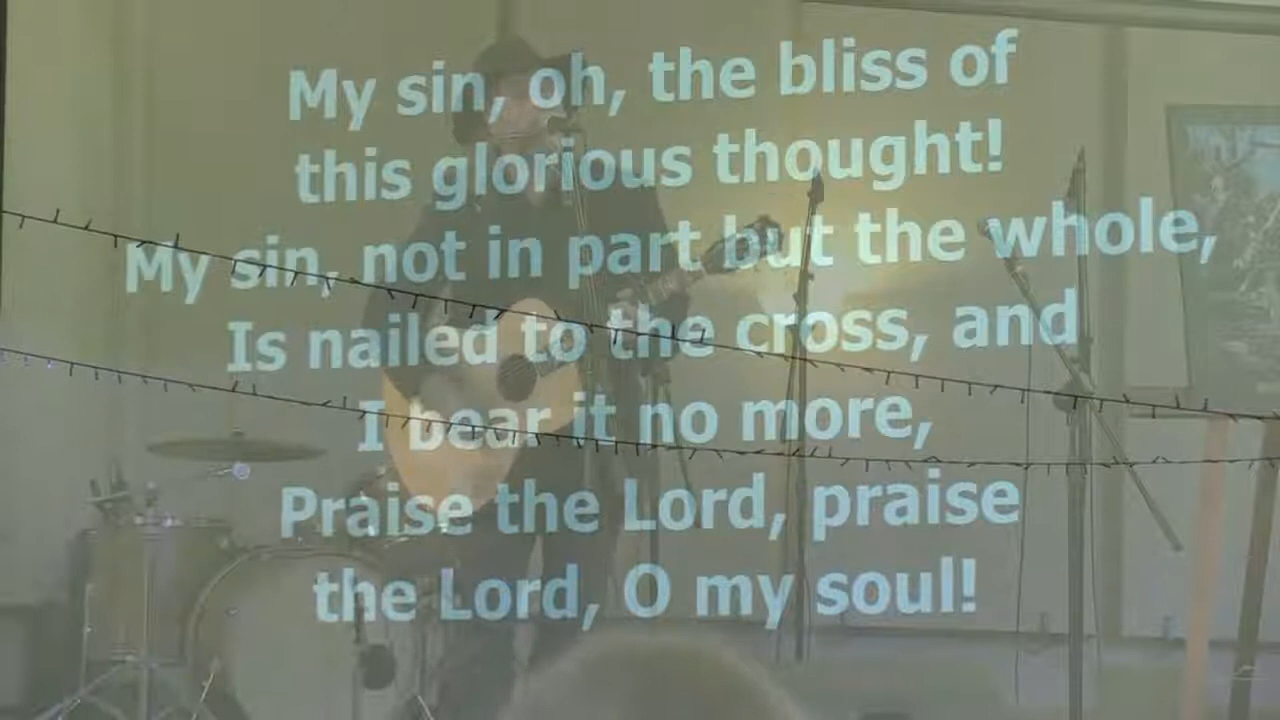 My sin, oh, the bliss of
this glorious thought!
My sin, not in part but the whole,
Is nailed to the cross, and
I bear it no more,
Praise the Lord, praise
the Lord, O my soul!